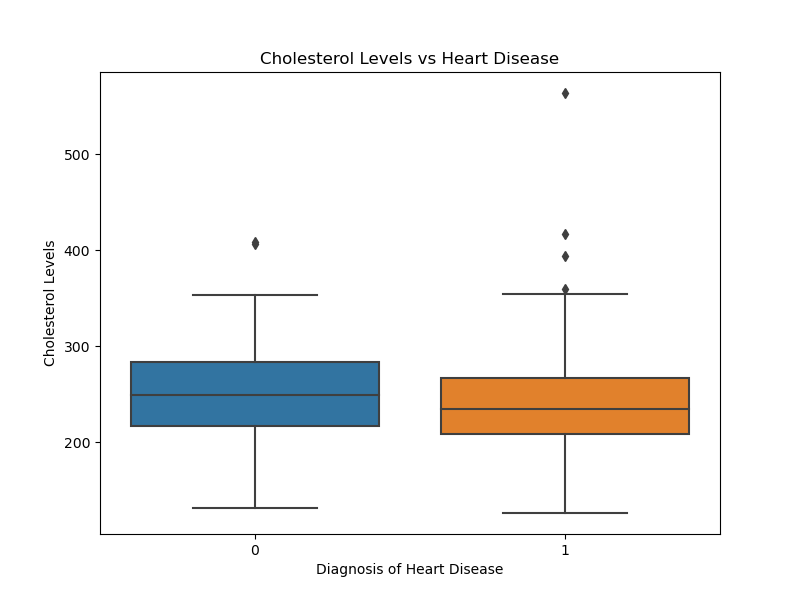 Cholesterol Levels vs Heart Disease
500
400
300
200
Cholesterol Levels
0
1
Diagnosis of Heart Disease